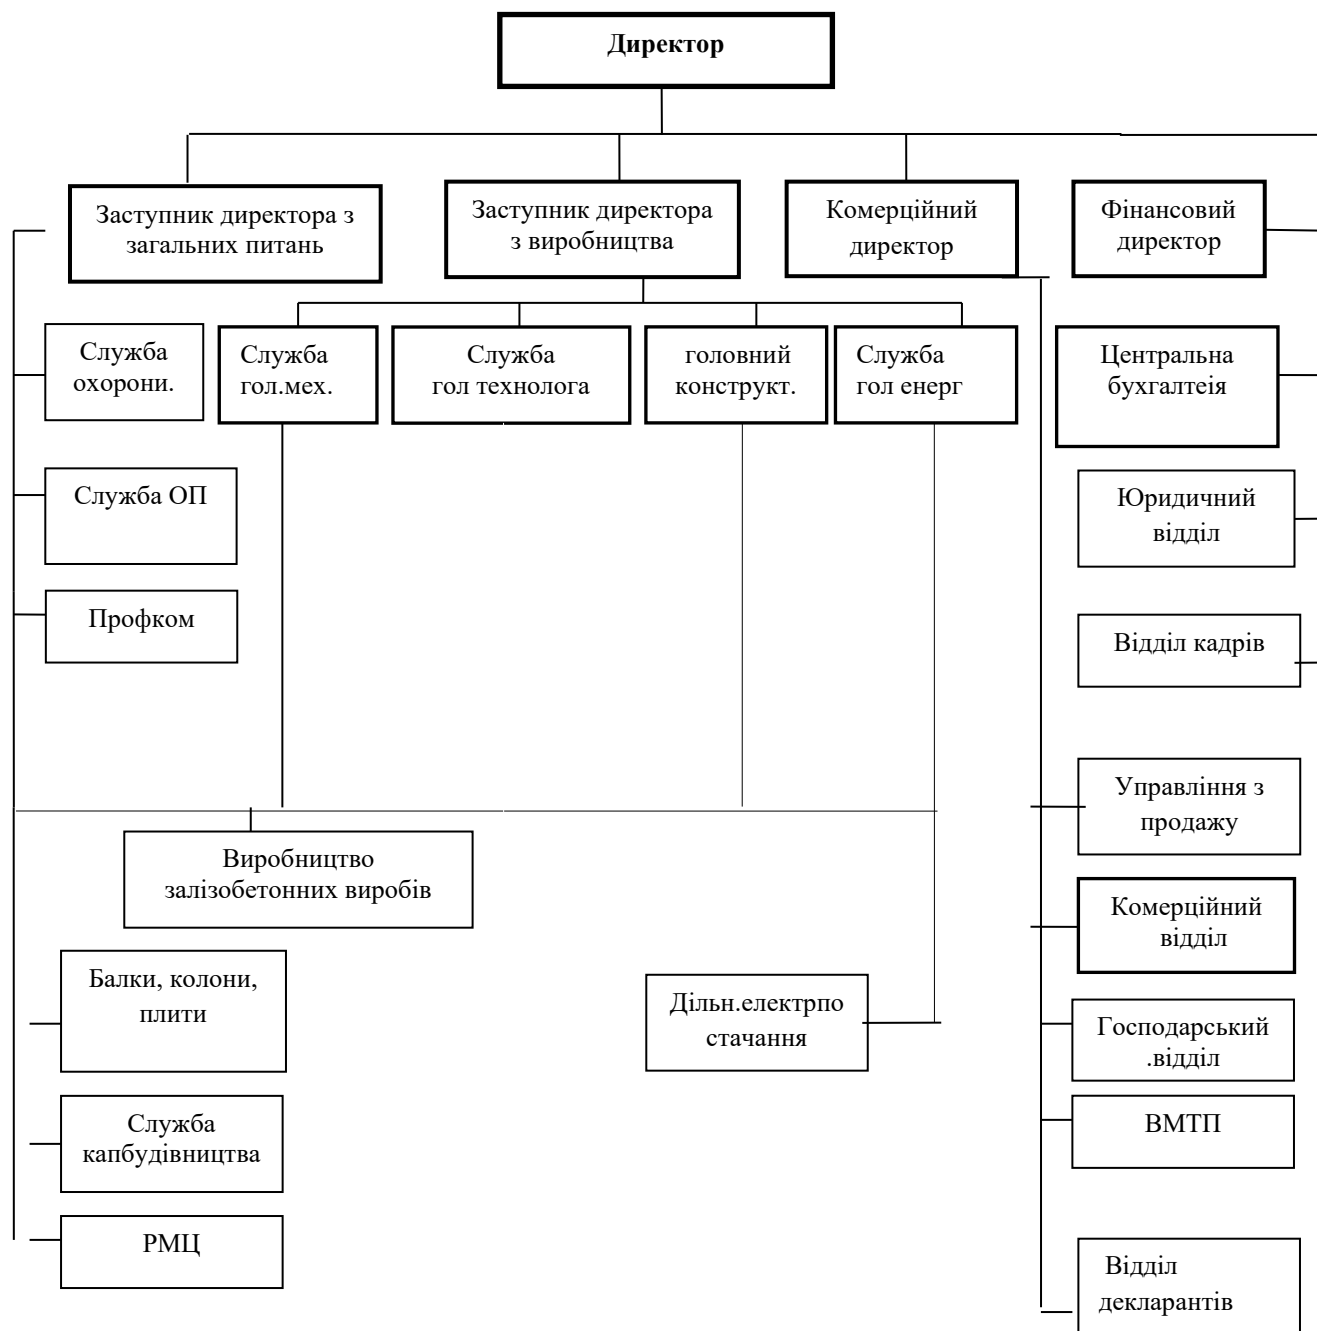 Директор
Заступник директора з
загальних питань
Заступник директора
з виробництва
Комерційний
директор
Фінансовий
директор
Служба
охорони.
Служба
гол.мех.
Служба
гол технолога
головний
конструкт.
Служба
гол енерг
Центральна
бухгалтеія
Служба ОП
Юридичний
відділ
Профком
Відділ кадрів
Управління з
продажу
Виробництво
залізобетонних виробів
Комерційний
відділ
Балки, колони,
плити
Дільн.електрпо
стачання
Господарський
.відділ
Служба
капбудівництва
ВМТП
РМЦ
Відділ
декларантів